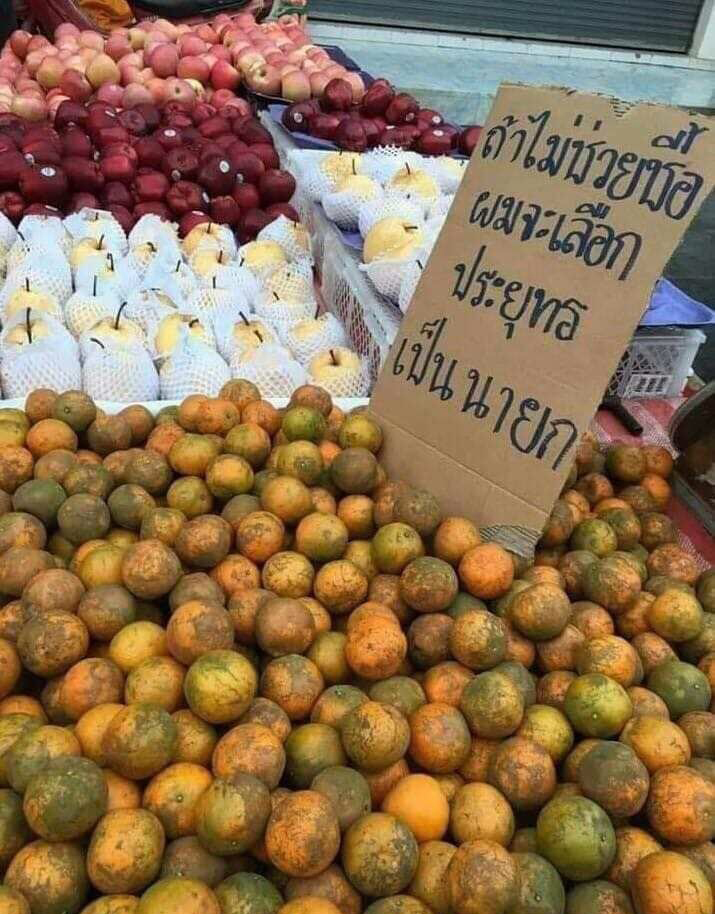 ถ้าไม่ช่วยซื้อ
ผมจะเลือก
ประยุทธ
เป็นนายก